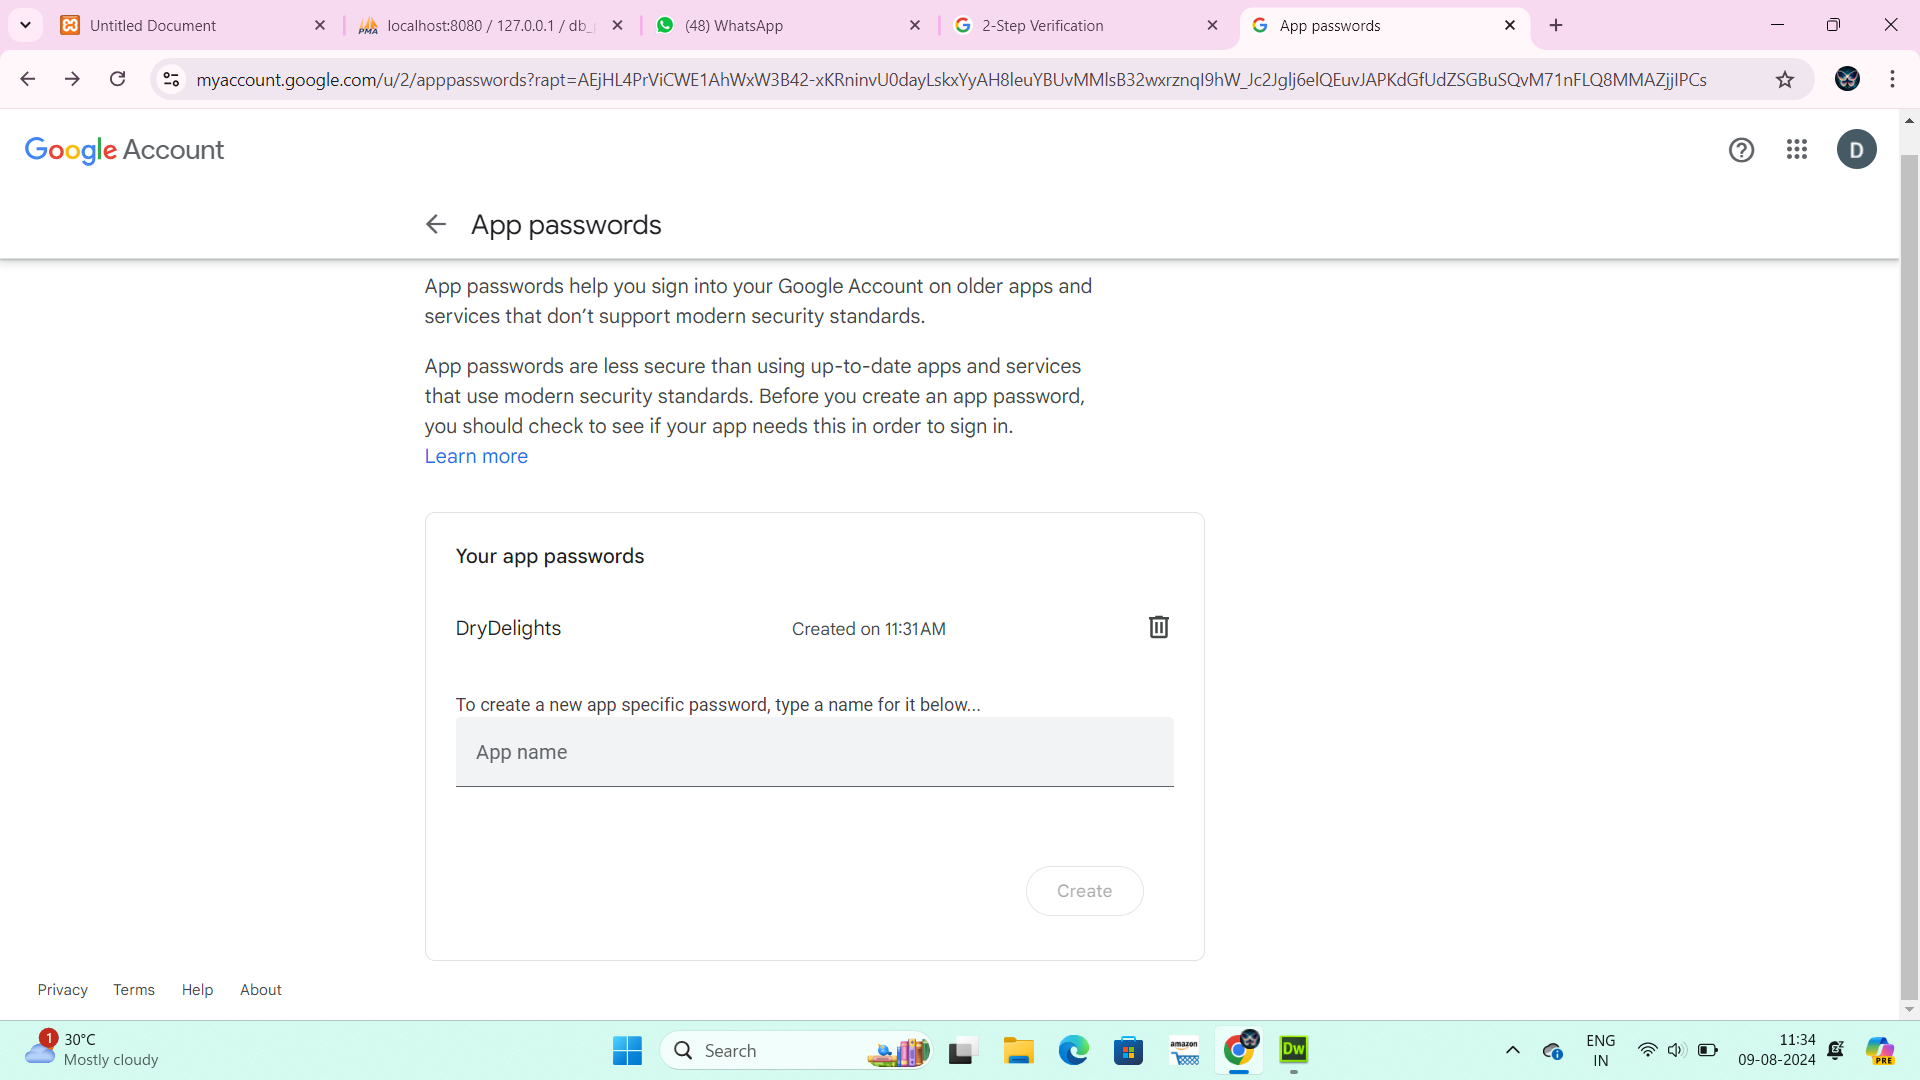 Untitled Document
localhost:8080 / 127.0.0.1 / db_
(48) WhatsApp
2-Step Verification
App passwords
myaccount.google.com/u/2/apppasswords?rapt=AEjHL4PrViCWE1AhWxW3B42-xKRninvU0dayLskxYyAH8leuYBUvMMlsB32wxrznqI9hW_Jc2Jglj6elQEuvJAPKdGfUdZSGBuSQvM71nFLQ8MMAZjjIPCs
Google Account
D
App passwords
App passwords help you sign into your Google Account on older apps and
services that don’t support modern security standards.
App passwords are less secure than using up-to-date apps and services
that use modern security standards. Before you create an app password,
you should check to see if your app needs this in order to sign in.
Learn more
Your app passwords
DryDelights
Created on 11:31 AM
To create a new app specific password, type a name for it below...
App name
Create
Privacy
Terms
Help
About
1
30°C
Mostly cloudy
Search
amazon
Dw
ENG
IN
11:34
09-08-2024
PRE